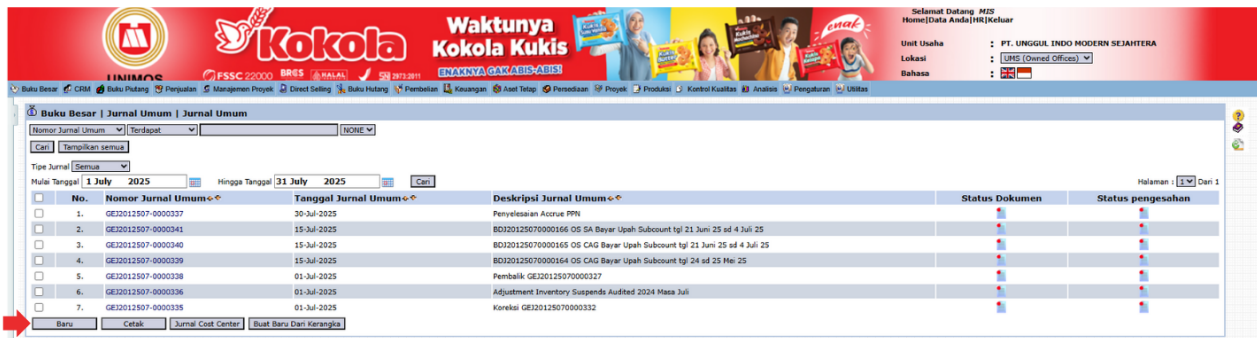 Selamat Datang MIS
Home|Data Anda|HR|Keluar
Kokola
Waktunya
Kokola Kukis
ENAKNYA GAK ABIS-ABIS!
enak
UNIMOS
FSSC 22000 BRGS HALAL SNI 2973:2011
Unit Usaha : PT. UNGGUL INDO MODERN SEJAHTERA
Lokasi : UMS (Owned Offices)
Bahasa :
Buku Besar CRM Buku Piutang Penjualan Manajemen Proyek Direct Selling Buku Hutang Pembelian Keuangan Aset Tetap Persediaan Proyek Produksi Kontrol Kualitas Analisis Pengaturan Utilitas
Buku Besar | Jurnal Umum | Jurnal Umum
Nomor Jurnal Umum Terdapat NONE
Cari Tampilkan semua
Tipe Jurnal Semua
Mulai Tanggal 1 July 2025 Hingga Tanggal 31 July 2025 Cari Halaman : 1 Dari 1
No. Nomor Jurnal Umum Tanggal Jurnal Umum Deskripsi Jurnal Umum Status Dokumen Status pengesahan
1. GEJ2012507-0000337 30-Jul-2025 Penyelesaian Accrue PPN
2. GEJ2012507-0000341 15-Jul-2025 BDJ20125070000166 OS SA Bayar Upah Subcount tgl 21 Juni 25 sd 4 Juli 25
3. GEJ2012507-0000340 15-Jul-2025 BDJ20125070000165 OS CAG Bayar Upah Subcount tgl 21 Juni 25 sd 4 Juli 25
4. GEJ2012507-0000339 15-Jul-2025 BDJ20125070000164 OS CAG Bayar Upah Subcount tgl 24 sd 25 Mei 25
5. GEJ2012507-0000338 01-Jul-2025 Pembalik GEJ20125070000327
6. GEJ2012507-0000336 01-Jul-2025 Adjustment Inventory Suspends Audited 2024 Masa Juli
7. GEJ2012507-0000335 01-Jul-2025 Koreksi GEJ20125070000332
Baru Cetak Jurnal Cost Center Buat Baru Dari Kerangka